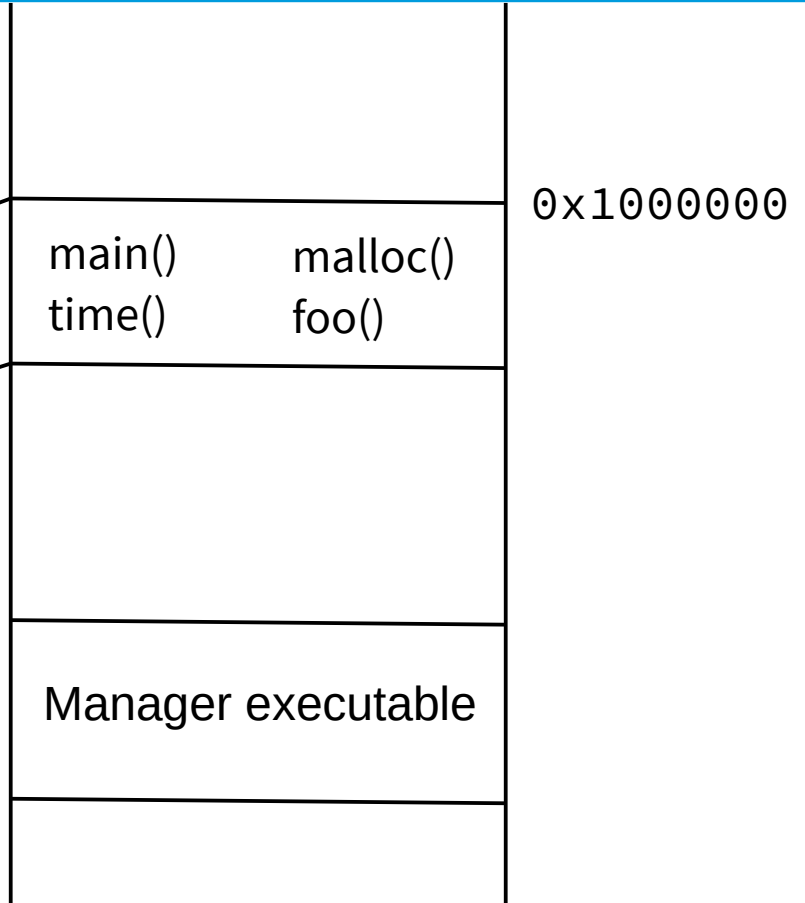 0x1000000
main() malloc()
time() foo()
Manager executable